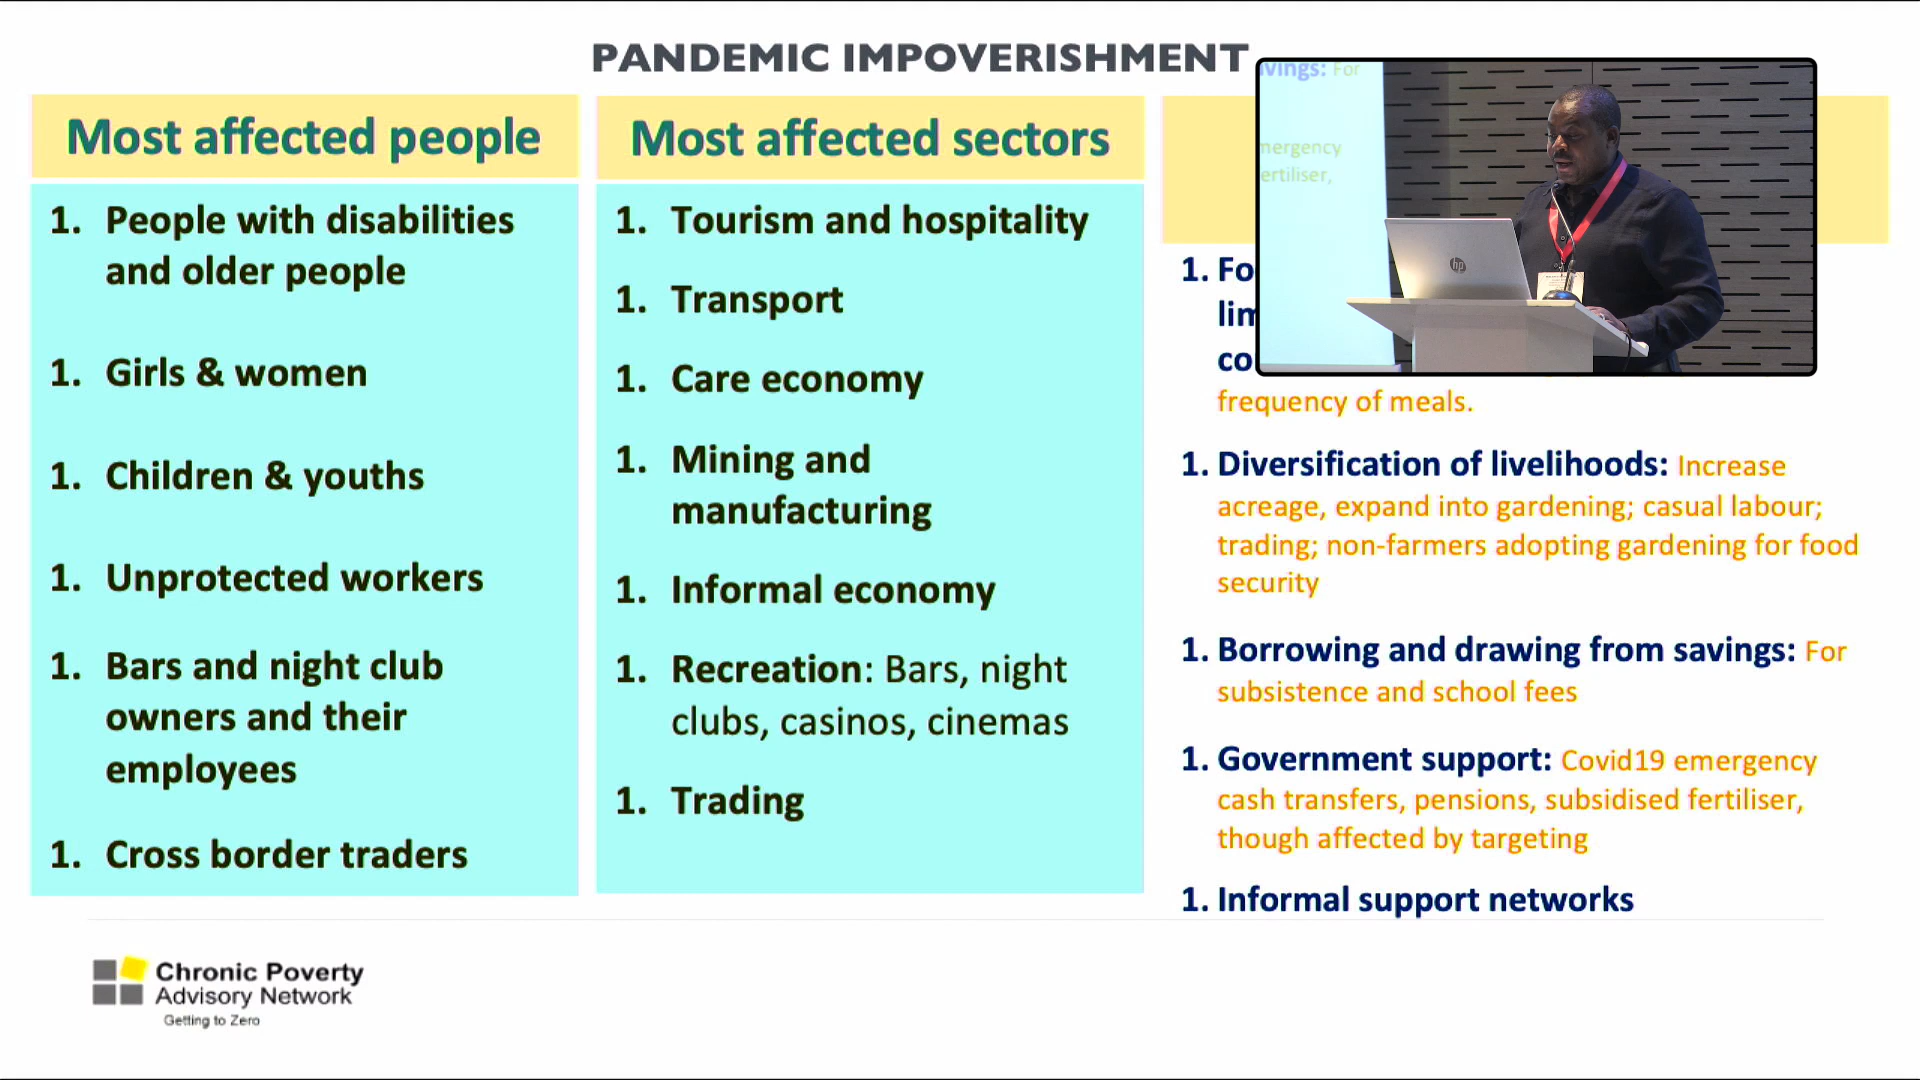 PANDEMIC IMPOVERISHMENT
Most affected people
1. People with disabilities
and older people
1. Girls & women
1. Children & youths
1. Unprotected workers
1. Bars and night club
owners and their
employees
1. Cross border traders
Most affected sectors
1. Tourism and hospitality
1. Transport
1. Care economy
1. Mining and
manufacturing
1. Informal economy
1. Recreation: Bars, night
clubs, casinos, cinemas
1. Trading
1.
frequency of meals.
1. Diversification of livelihoods: Increase
acreage, expand into gardening; casual labour;
trading; non-farmers adopting gardening for food
security
1. Borrowing and drawing from savings: For
subsistence and school fees
1. Government support: Covid19 emergency
cash transfers, pensions, subsidised fertiliser,
though affected by targeting
1. Informal support networks
For
hp
Chronic Poverty
Advisory Network
Getting to Zero